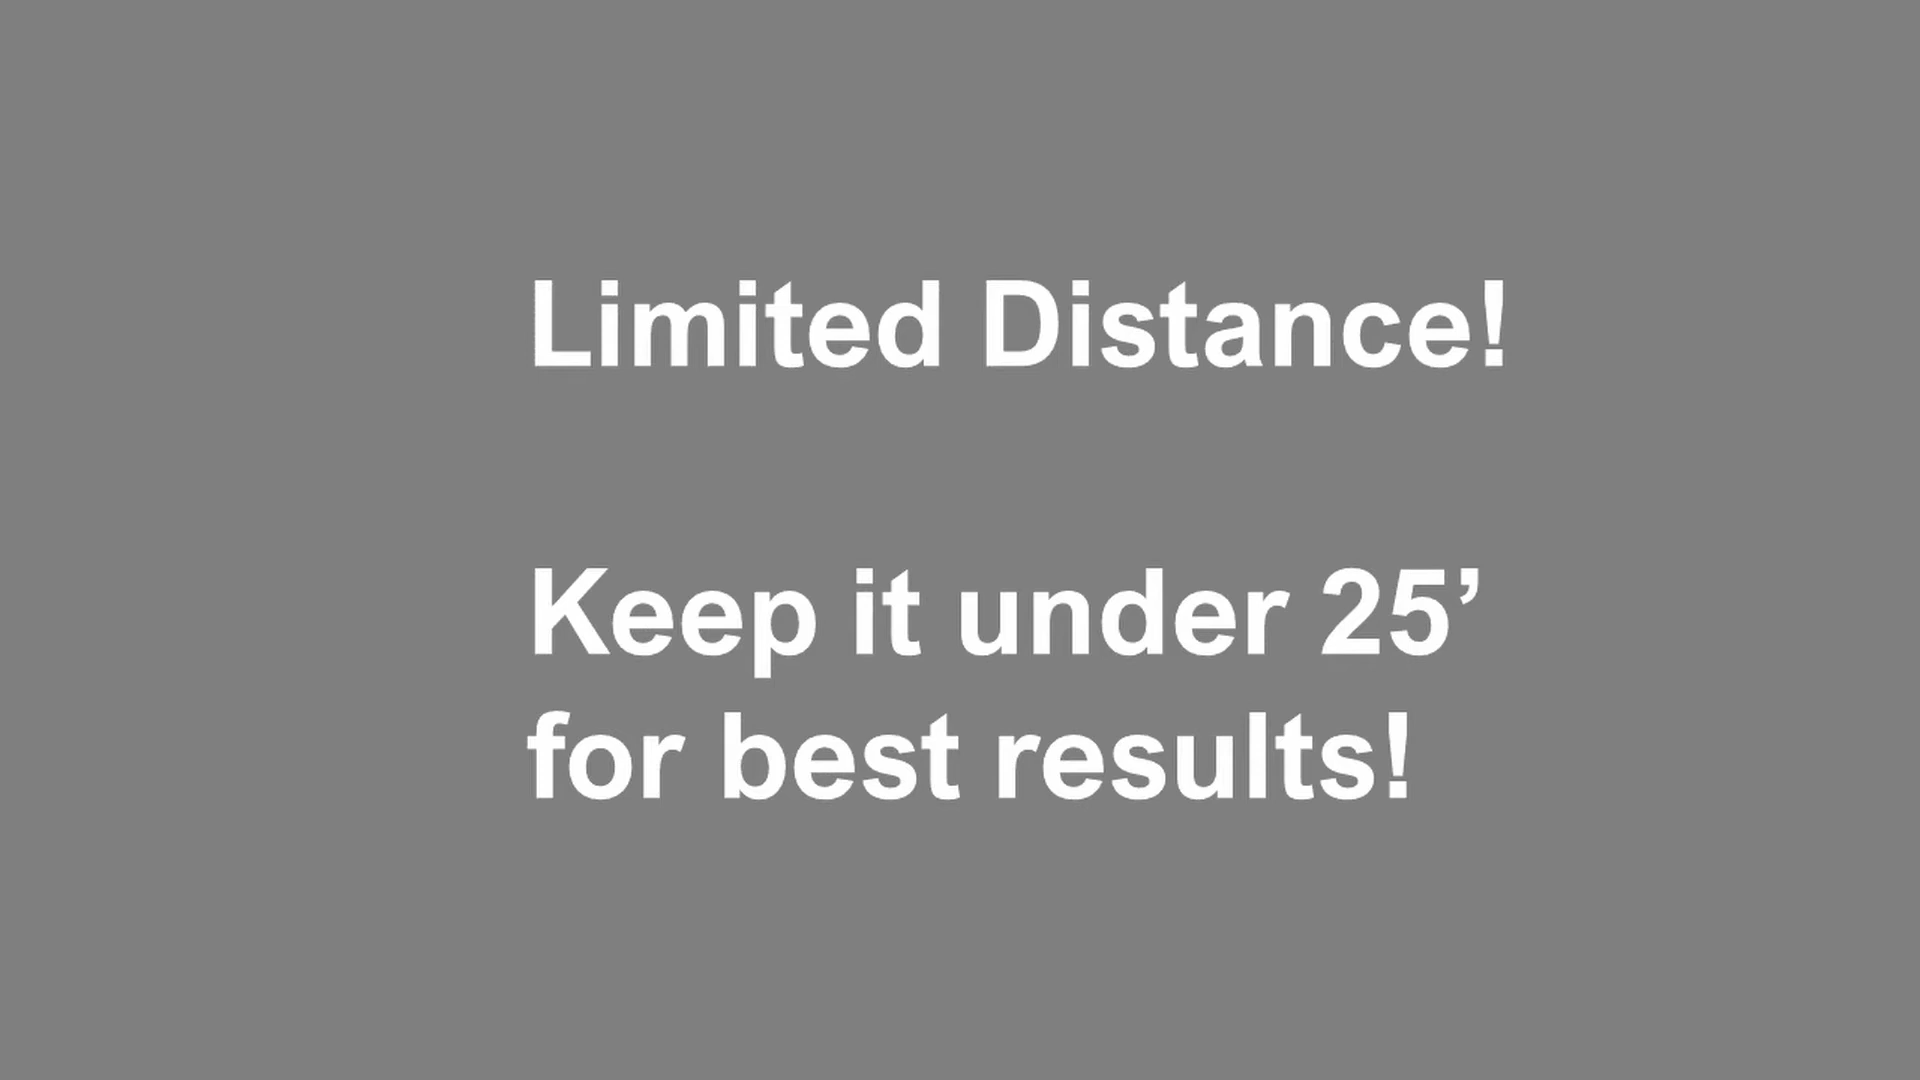 Limited Distance!
Keep it under 25’
for best results!